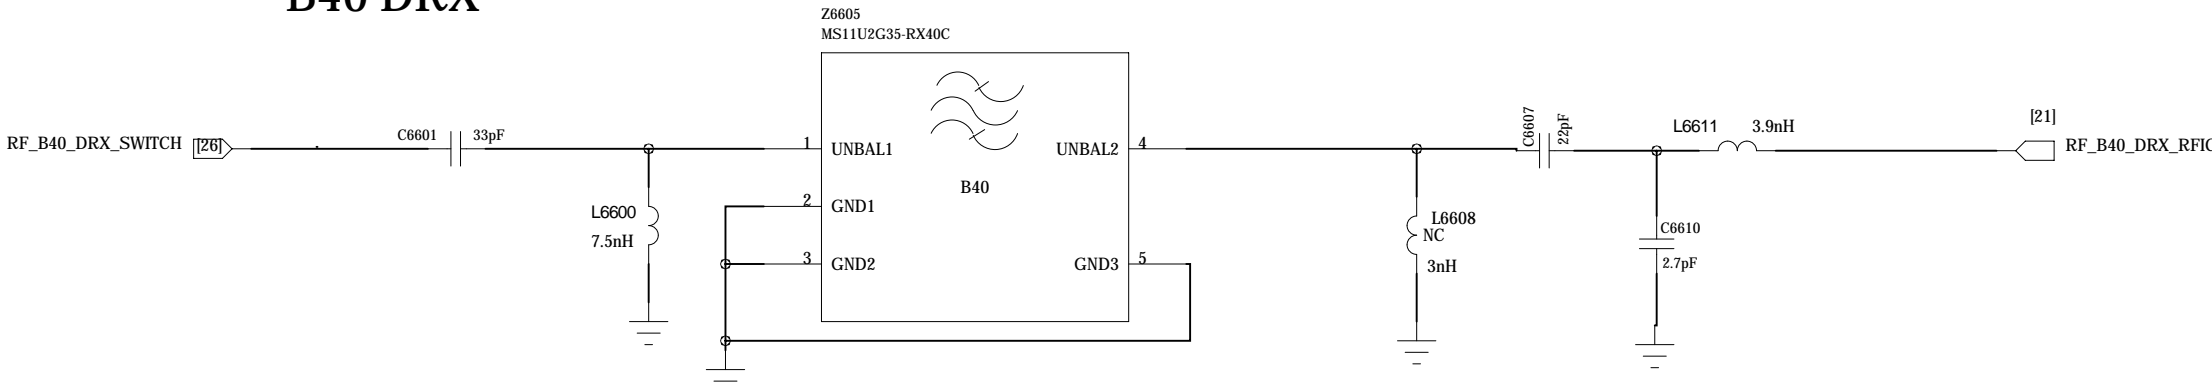 B40 DRX
Z6605
MS11U2G35-RX40C
RF_B40_DRX_SWITCH [26]
C6601 33pF
L6600
7.5nH
1 UNBAL1
2 GND1
3 GND2
B40
UNBAL2 4
GND3 5
L6608
NC
3nH
C6607
22pF
L6611 3.9nH
C6610
2.7pF
[21]
RF_B40_DRX_RFIC